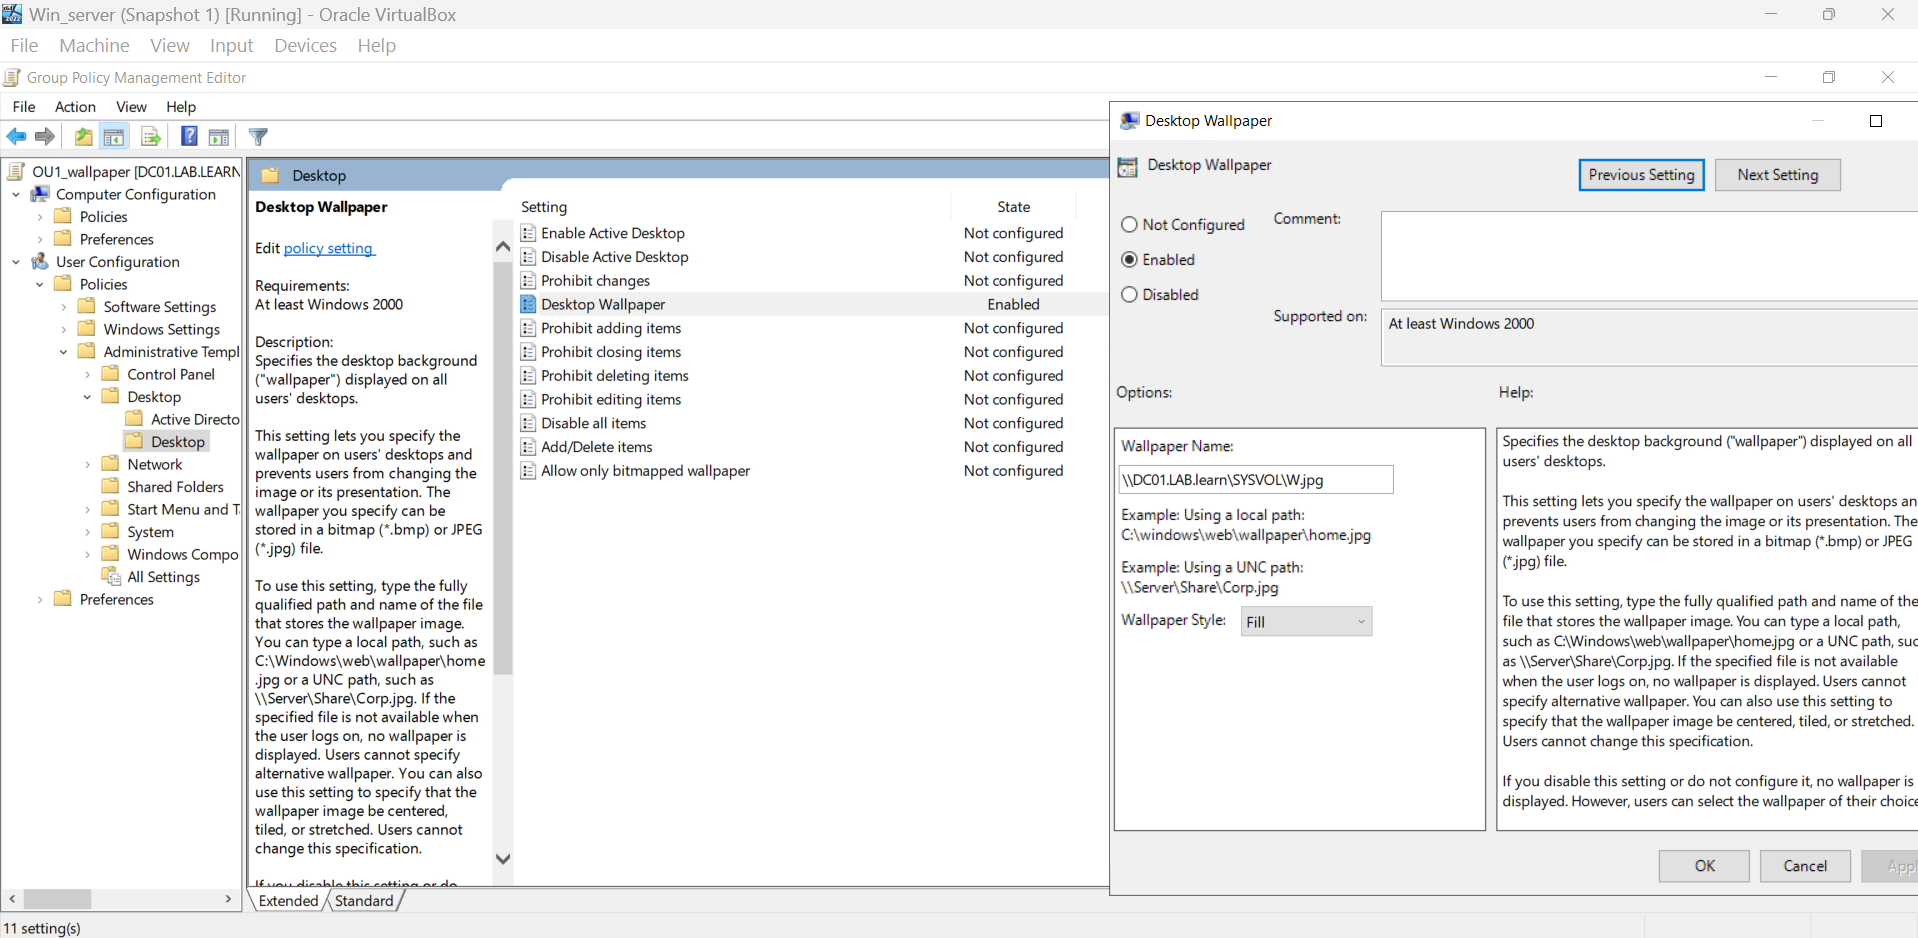 Win_server (Snapshot 1) [Running] - Oracle VirtualBox
File Machine View Input Devices Help
Group Policy Management Editor
File Action View Help
OU1_wallpaper [DC01.LAB.LEARN
Computer Configuration
Policies
Preferences
User Configuration
Policies
Software Settings
Windows Settings
Administrative Templ
Control Panel
Desktop
Active Directo
Desktop
Network
Shared Folders
Start Menu and T
System
Windows Compo
All Settings
Preferences
Desktop
Desktop Wallpaper
Edit policy setting
Requirements:
At least Windows 2000
Description:
Specifies the desktop background
("wallpaper") displayed on all
users' desktops.
This setting lets you specify the
wallpaper on users' desktops and
prevents users from changing the
image or its presentation. The
wallpaper you specify can be
stored in a bitmap (*.bmp) or JPEG
(*.jpg) file.
To use this setting, type the fully
qualified path and name of the file
that stores the wallpaper image.
You can type a local path, such as
C:\Windows\web\wallpaper\home
.jpg or a UNC path, such as
\\Server\Share\Corp.jpg. If the
specified file is not available when
the user logs on, no wallpaper is
displayed. Users cannot specify
alternative wallpaper. You can also
use this setting to specify that the
wallpaper image be centered,
tiled, or stretched. Users cannot
change this specification.
If you disable this setting or do
Setting State
Enable Active Desktop Not configured
Disable Active Desktop Not configured
Prohibit changes Not configured
Desktop Wallpaper Enabled
Prohibit adding items Not configured
Prohibit closing items Not configured
Prohibit deleting items Not configured
Prohibit editing items Not configured
Disable all items Not configured
Add/Delete items Not configured
Allow only bitmapped wallpaper Not configured
Extended Standard
11 setting(s)
Desktop Wallpaper
Desktop Wallpaper
Previous Setting Next Setting
Not Configured
Enabled
Disabled
Comment:
Supported on:
At least Windows 2000
Options:
Help:
Wallpaper Name:
\\DC01.LAB.learn\SYSVOL\W.jpg
Example: Using a local path:
C:\windows\web\wallpaper\home.jpg
Example: Using a UNC path:
\\Server\Share\Corp.jpg
Wallpaper Style: Fill
Specifies the desktop background ("wallpaper") displayed on all
users' desktops.
This setting lets you specify the wallpaper on users' desktops an
prevents users from changing the image or its presentation. The
wallpaper you specify can be stored in a bitmap (*.bmp) or JPEG
(*.jpg) file.
To use this setting, type the fully qualified path and name of the
file that stores the wallpaper image. You can type a local path,
such as C:\Windows\web\wallpaper\home.jpg or a UNC path, suc
as \\Server\Share\Corp.jpg. If the specified file is not available
when the user logs on, no wallpaper is displayed. Users cannot
specify alternative wallpaper. You can also use this setting to
specify that the wallpaper image be centered, tiled, or stretched.
Users cannot change this specification.
If you disable this setting or do not configure it, no wallpaper is
displayed. However, users can select the wallpaper of their choice
OK Cancel Appl